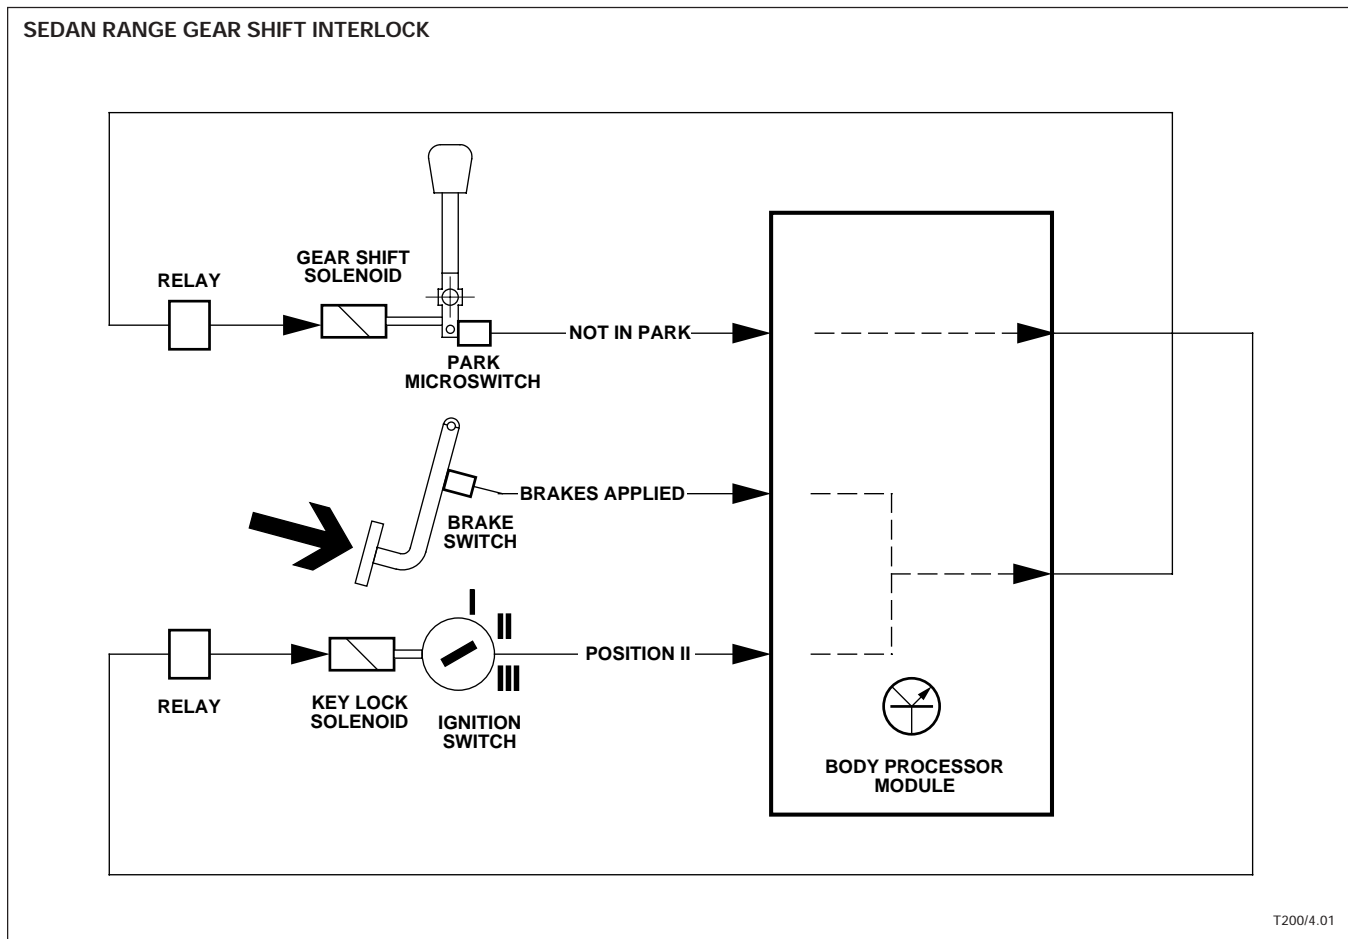 SEDAN RANGE GEAR SHIFT INTERLOCK
RELAY
GEAR SHIFT
SOLENOID
PARK
MICROSWITCH
NOT IN PARK
BRAKE
SWITCH
BRAKES APPLIED
RELAY
KEY LOCK
SOLENOID
I
II
III
IGNITION
SWITCH
POSITION II
BODY PROCESSOR
MODULE
T200/4.01